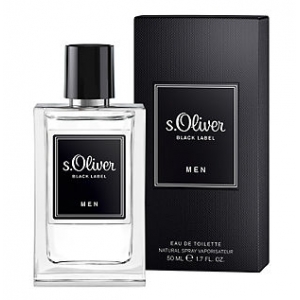 s.Oliver
BLACK LABEL
MEN
s.Oliver
BLACK LABEL
MEN
EAU DE TOILETTE
NATURAL SPRAY VAPORISATEUR
50 ML ℮ 1.7 FL. OZ.